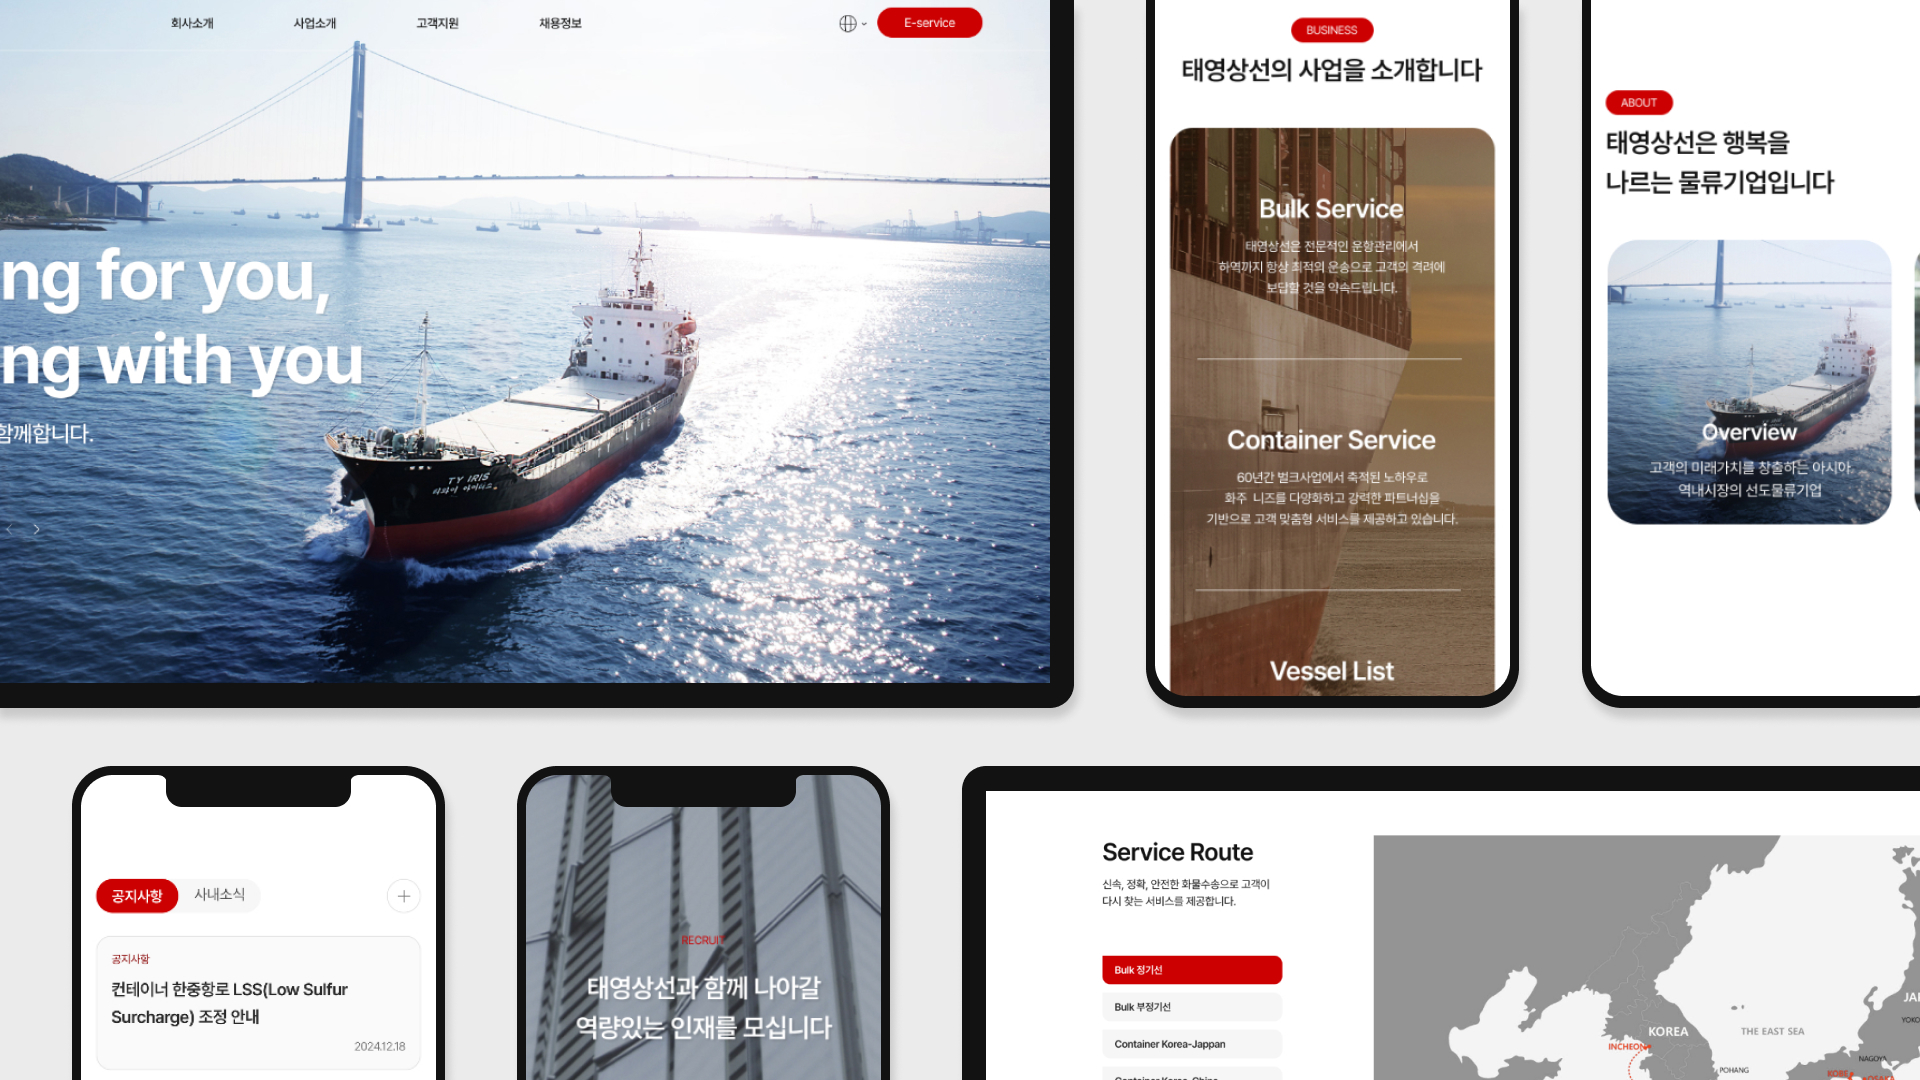 회사소개
사업소개
고객지원
채용정보
E-service
ng for you,
ng with you
함께합니다.
TY IRIS
BUSINESS
태영상선의 사업을 소개합니다
Bulk Service
태영상선은 전문적인 운항관리에서
하역까지 항상 최적의 운송으로 고객의 격려에
보답할 것을 약속드립니다.
Container Service
60년간 벌크사업에서 축적된 노하우로
화주 니즈를 다양화하고 강력한 파트너십을
기반으로 고객 맞춤형 서비스를 제공하고 있습니다.
Vessel List
ABOUT
태영상선은 행복을
나르는 물류기업입니다
Overview
고객의 미래가치를 창출하는 아시아
역내시장의 선도물류기업
공지사항
사내소식
공지사항
컨테이너 한중항로 LSS(Low Sulfur
Surcharge) 조정 안내
2024.12.18
RECRUIT
태영상선과 함께 나아갈
역량있는 인재를 모십니다
Service Route
신속, 정확, 안전한 화물수송으로 고객이
다시 찾는 서비스를 제공합니다.
Bulk 정기선
Bulk 부정기선
Container Korea-Jappan
Container Korea-China
KOREA
THE EAST SEA
INCHEON
POHANG
JAP
YOKO
NAGOYA
KOBE
OSAKA